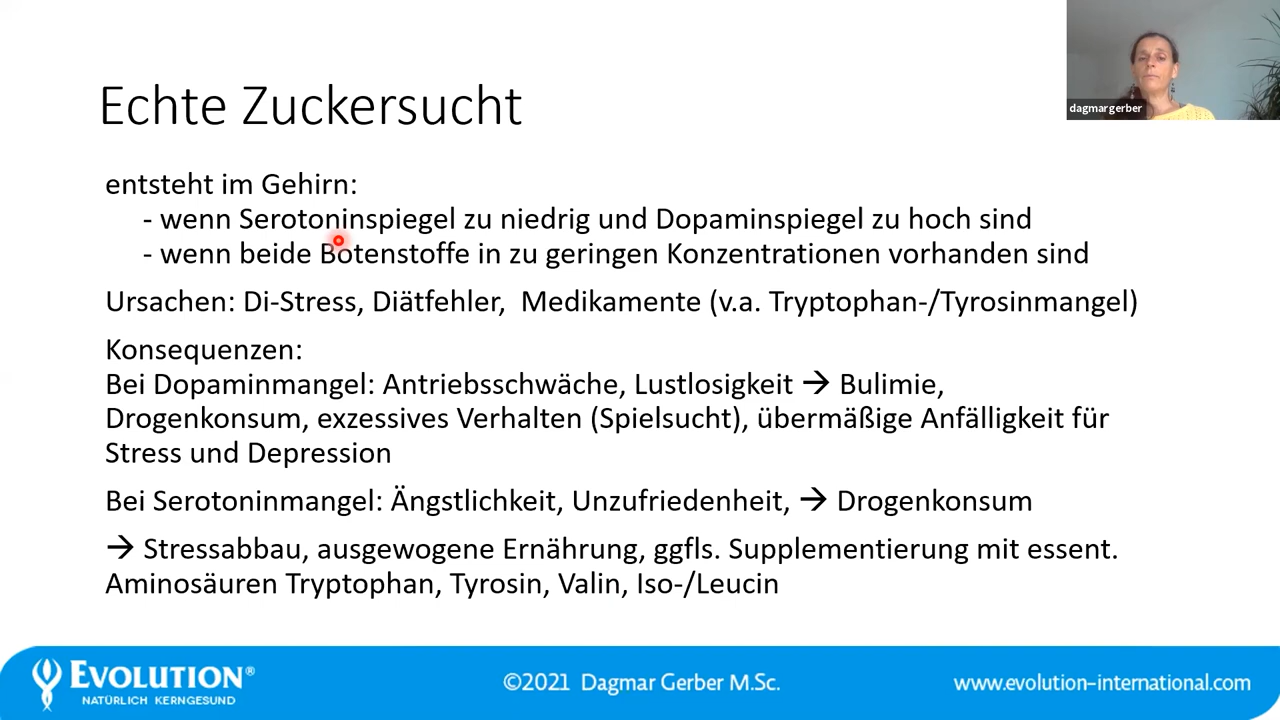 Echte Zuckersucht
dagmargerber
entsteht im Gehirn:
- wenn Serotoninspiegel zu niedrig und Dopaminspiegel zu hoch sind
- wenn beide Botenstoffe in zu geringen Konzentrationen vorhanden sind
Ursachen: Di-Stress, Diätfehler, Medikamente (v.a. Tryptophan-/Tyrosinmangel)
Konsequenzen:
Bei Dopaminmangel: Antriebsschwäche, Lustlosigkeit → Bulimie,
Drogenkonsum, exzessives Verhalten (Spielsucht), übermäßige Anfälligkeit für
Stress und Depression
Bei Serotoninmangel: Ängstlichkeit, Unzufriedenheit, → Drogenkonsum
→ Stressabbau, ausgewogene Ernährung, ggfls. Supplementierung mit essent.
Aminosäuren Tryptophan, Tyrosin, Valin, Iso-/Leucin
EVOLUTION®
NATÜRLICH KERNGESUND
©2021 Dagmar Gerber M.Sc.
www.evolution-international.com